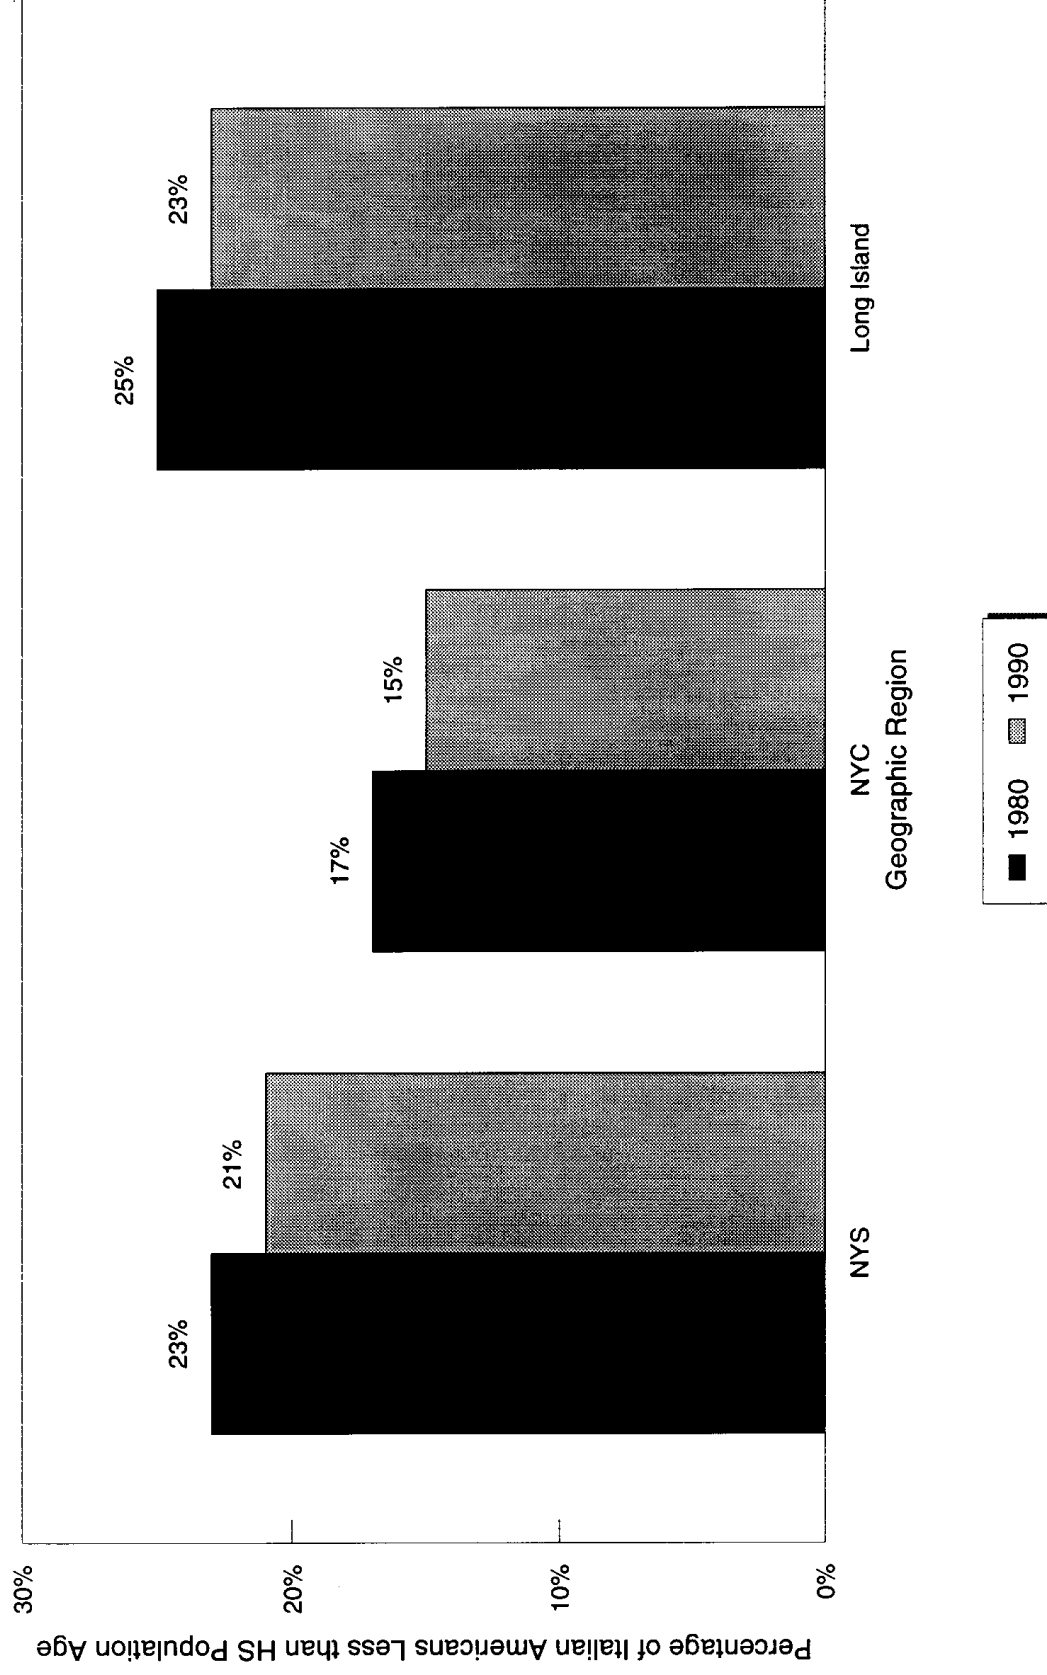 Percentage of Italian Americans Less than HS Population Age
30%
20%
10%
0%
23%
21%
17%
15%
25%
23%
NYS
NYC
Long Island
Geographic Region
1980
1990